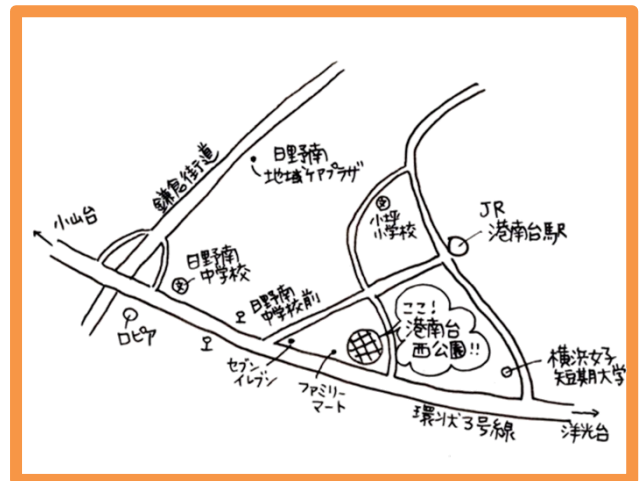 日野南
地域ケアプラザ
鎌倉街道
小山台
小坪
小学校
JR
港南台駅
日野南
中学校
日野南
中学校前
ここ!
港南台
西公園!!
ロピア
セブン
イレブン
ファミリー
マート
横浜女子
短期大学
環状3号線
洋光台